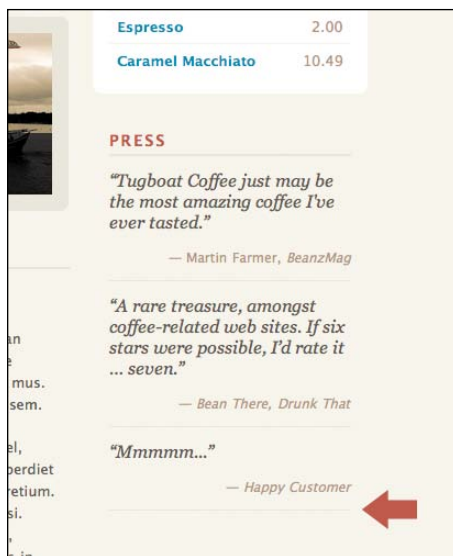 Espresso 2.00
Caramel Macchiato 10.49
PRESS
“Tugboat Coffee just may be
the most amazing coffee I've
ever tasted.”
— Martin Farmer, BeanzMag
“A rare treasure, amongst
coffee-related web sites. If six
stars were possible, I’d rate it
... seven.”
— Bean There, Drunk That
“Mmmmm...”
— Happy Customer
an
e
mus.
sem.
el,
perdiet
retium.
si.